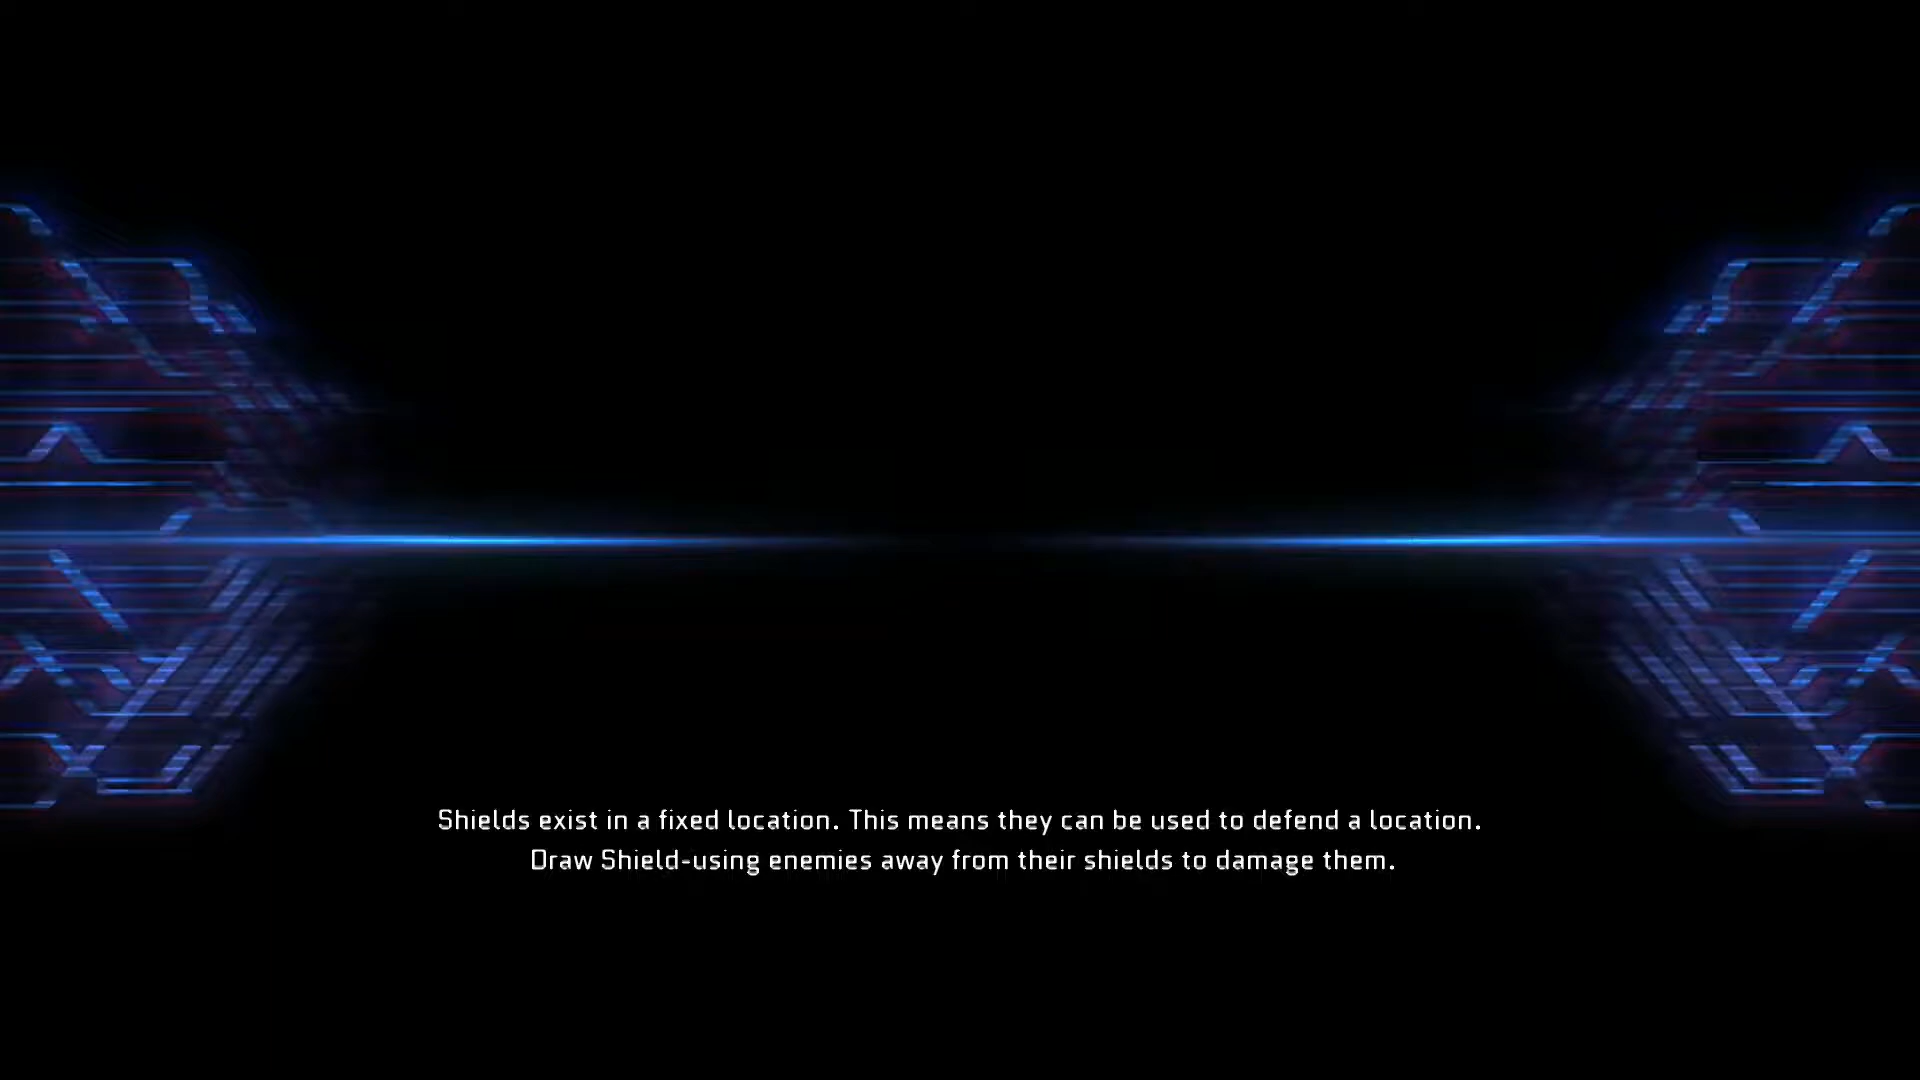 Shields exist in a fixed location. This means they can be used to defend a location.
Draw Shield-using enemies away from their shields to damage them.